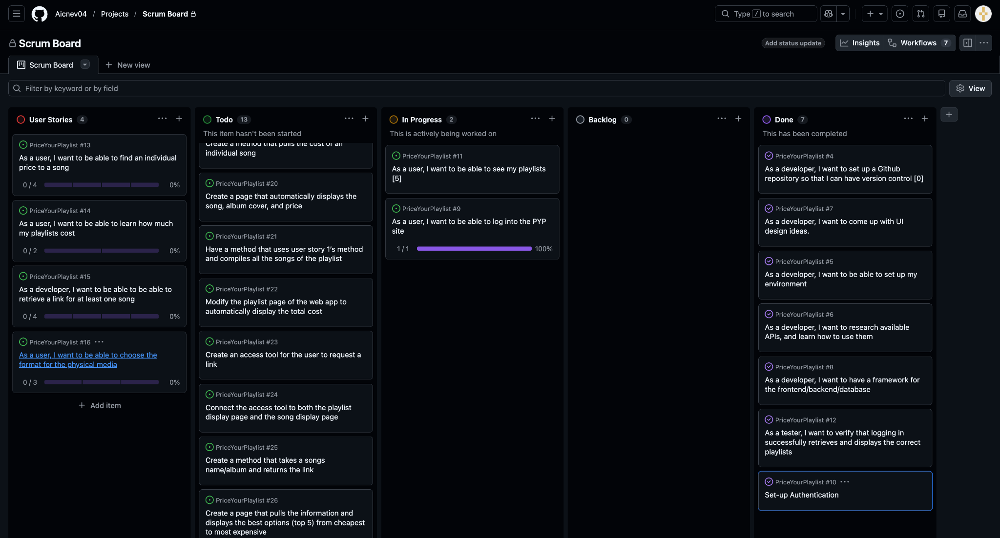 Aicnev04 / Projects / Scrum Board
Type / to search
Scrum Board
Add status update
Insights
Workflows 7
Scrum Board
New view
Filter by keyword or by field
View
User Stories 4
PriceYourPlaylist #13
As a user, I want to be able to find an individual
price to a song
0 / 4 0%
PriceYourPlaylist #14
As a user, I want to be able to learn how much
my playlists cost
0 / 2 0%
PriceYourPlaylist #15
As a developer, I want to be able to be able to
retrieve a link for at least one song
0 / 4 0%
PriceYourPlaylist #16
As a user, I want to be able to choose the
format for the physical media
0 / 3 0%
Add item
Todo 13
This item hasn't been started
Create a method that pulls the cost of an
individual song
PriceYourPlaylist #20
Create a page that automatically displays the
song, album cover, and price
PriceYourPlaylist #21
Have a method that uses user story 1's method
and compiles all the songs of the playlist
PriceYourPlaylist #22
Modify the playlist page of the web app to
automatically display the total cost
PriceYourPlaylist #23
Create an access tool for the user to request a
link
PriceYourPlaylist #24
Connect the access tool to both the playlist
display page and the song display page
PriceYourPlaylist #25
Create a method that takes a songs
name/album and returns the link
PriceYourPlaylist #26
Create a page that pulls the information and
displays the best options (top 5) from cheapest
to most expensive
In Progress 2
This is actively being worked on
PriceYourPlaylist #11
As a user, I want to be able to see my playlists
[5]
PriceYourPlaylist #9
As a user, I want to be able to log into the PYP
site
1 / 1 100%
Backlog 0
Done 7
This has been completed
PriceYourPlaylist #4
As a developer, I want to set up a Github
repository so that I can have version control [0]
PriceYourPlaylist #7
As a developer, I want to come up with UI
design ideas.
PriceYourPlaylist #5
As a developer, I want to be able to set up my
environment
PriceYourPlaylist #6
As a developer, I want to research available
APIs, and learn how to use them
PriceYourPlaylist #8
As a developer, I want to have a framework for
the frontend/backend/database
PriceYourPlaylist #12
As a tester, I want to verify that logging in
successfully retrieves and displays the correct
playlists
PriceYourPlaylist #10
Set-up Authentication